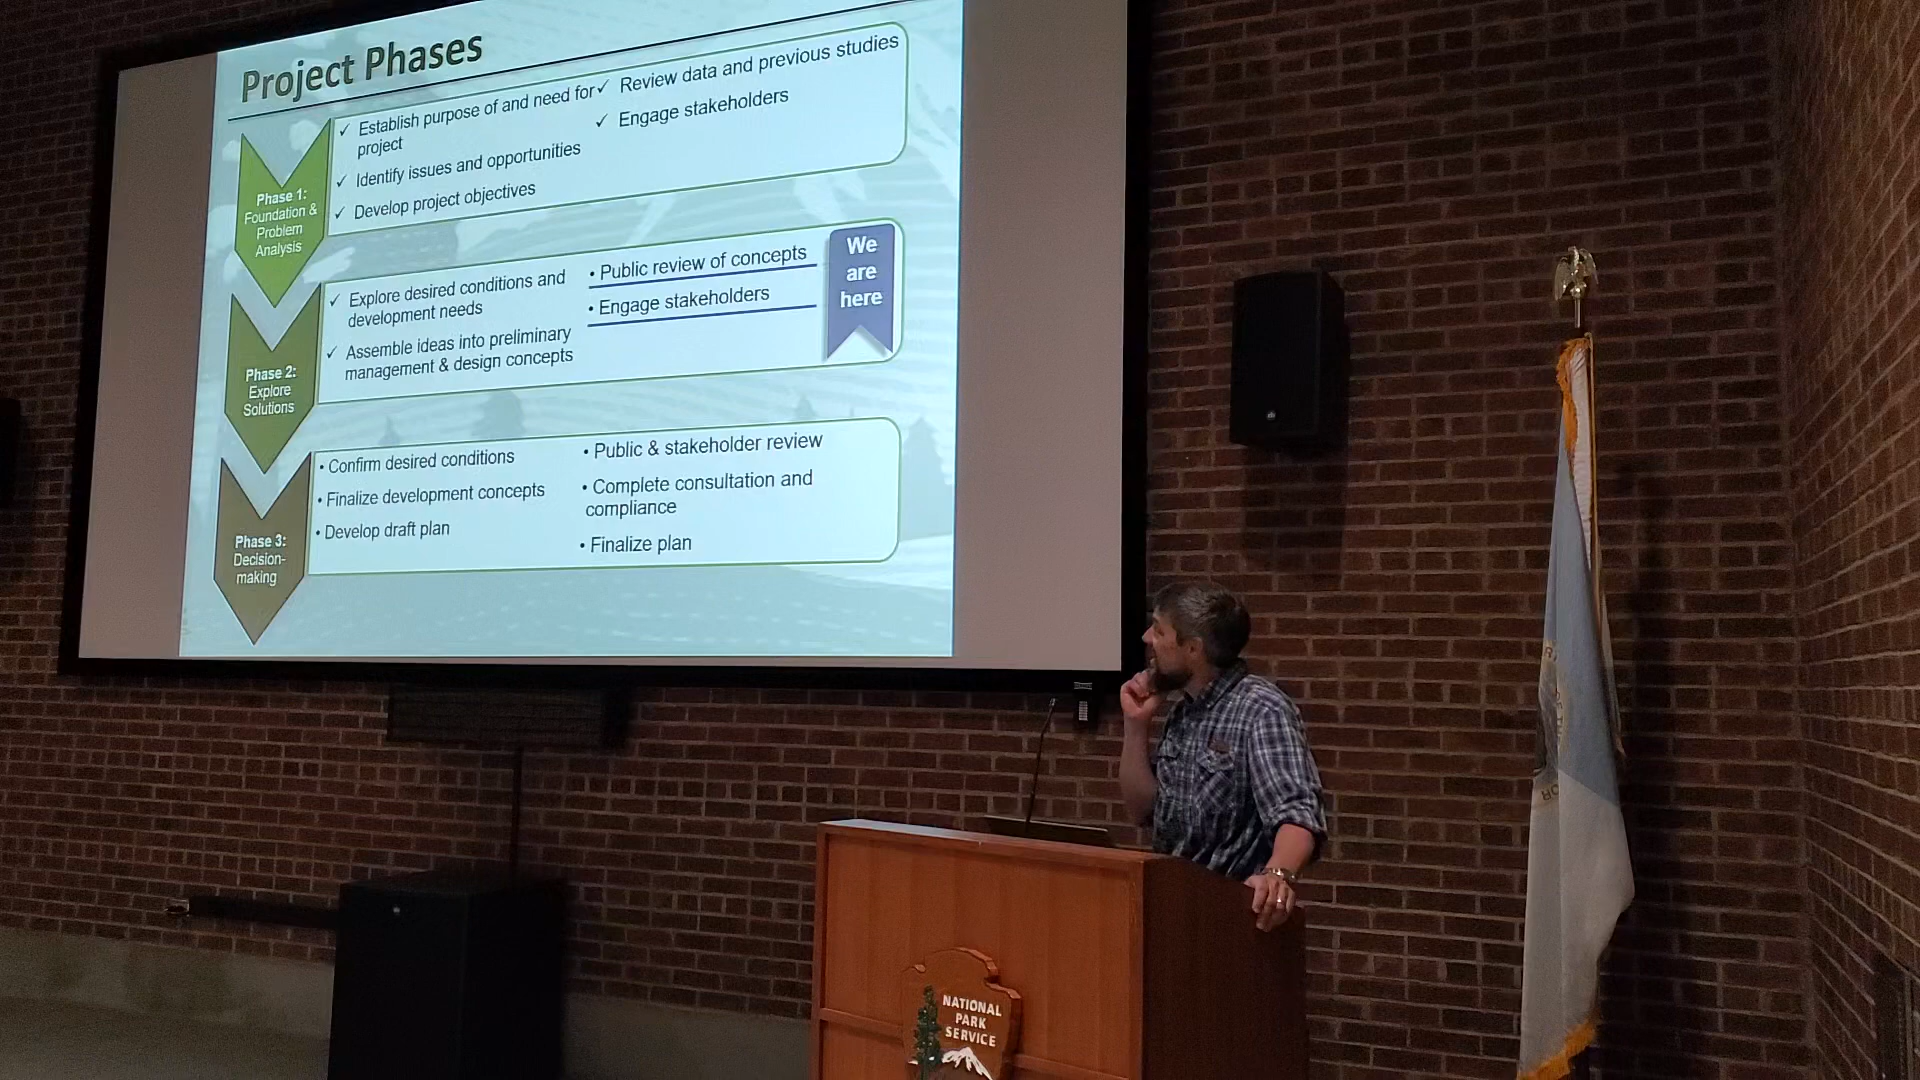 Project Phases
Phase 1:
Foundation &
Problem
Analysis
✓ Establish purpose of and need for
project
✓ Identify issues and opportunities
✓ Develop project objectives
✓ Review data and previous studies
✓ Engage stakeholders
Phase 2:
Explore
Solutions
✓ Explore desired conditions and
development needs
✓ Assemble ideas into preliminary
management & design concepts
• Public review of concepts
• Engage stakeholders
We
are
here
Phase 3:
Decision-
making
• Confirm desired conditions
• Finalize development concepts
• Develop draft plan
• Public & stakeholder review
• Complete consultation and
compliance
• Finalize plan
NATIONAL
PARK
SERVICE